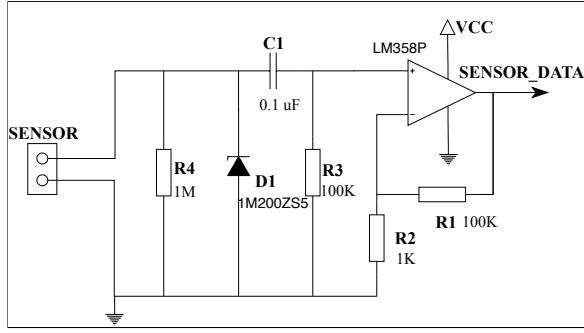 VCC
LM358P
C1
SENSOR_DATA
+
0.1 uF
SENSOR
−
R4
1M
D1
1M200ZS5
R3
100K
R1 100K
R2
1K